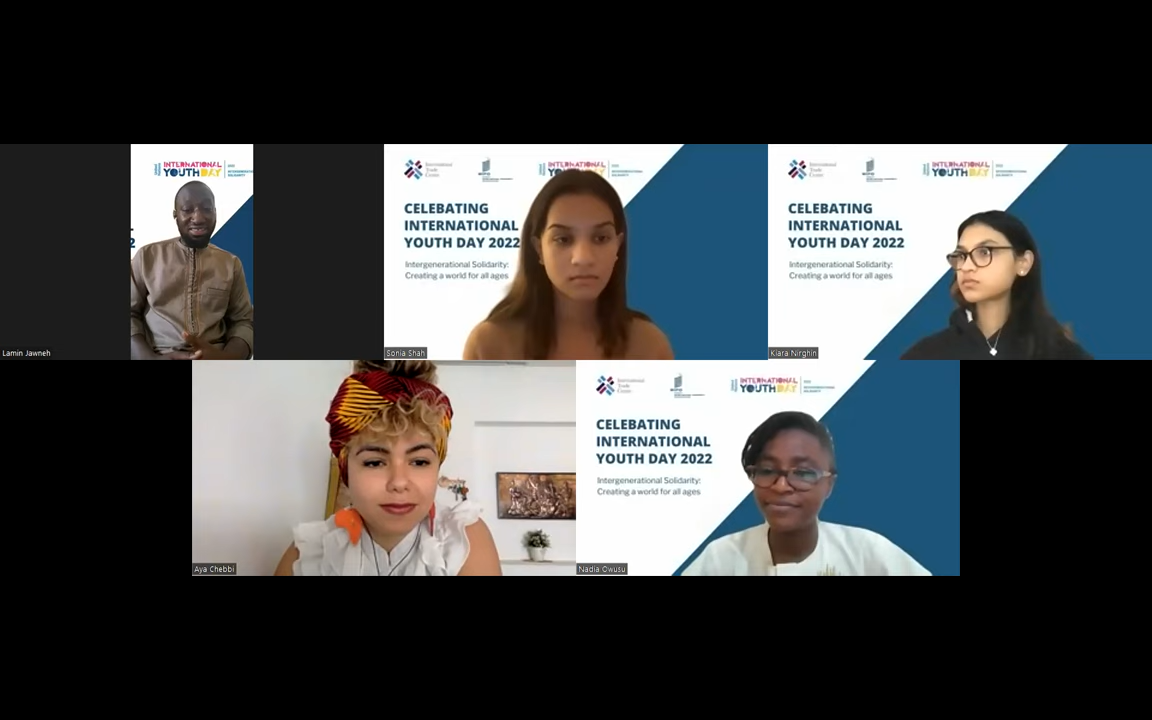 INTERNATIONAL
YOUTH DAY
Lamin Jawneh
International
Trade
Centre
INTERNATIONAL
YOUTH DAY
CELEBATING
INTERNATIONAL
YOUTH DAY 2022
Intergenerational Solidarity:
Creating a world for all ages
Sonia Shah
International
Trade
Centre
INTERNATIONAL
YOUTH DAY
CELEBATING
INTERNATIONAL
YOUTH DAY 2022
Intergenerational Solidarity:
Creating a world for all ages
Kiara Nirghin
Aya Chebbi
International
Trade
Centre
INTERNATIONAL
YOUTH DAY
CELEBATING
INTERNATIONAL
YOUTH DAY 2022
Intergenerational Solidarity:
Creating a world for all ages
Nadia Owusu